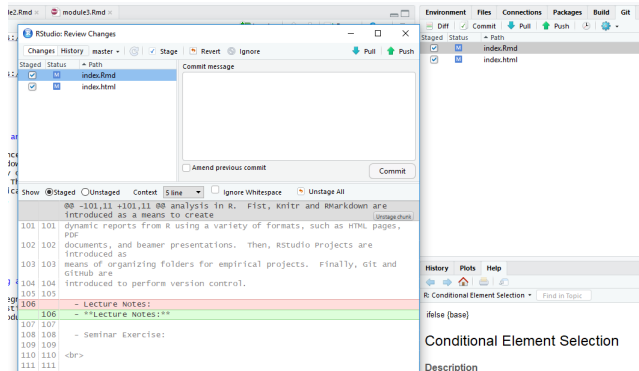 e2.Rmd × module3.Rmd ×
RStudio: Review Changes
Changes History master Stage Revert Ignore Pull Push
Staged Status Path
M index.Rmd
M index.html
Commit message
Amend previous commit
Commit
Show Staged Unstaged Context 5 line Ignore Whitespace Unstage All
@@ -101,11 +101,11 @@ analysis in R. Fist, Knitr and RMarkdown are
introduced as a means to create
Unstage chunk
101 101 dynamic reports from R using a variety of formats, such as HTML pages,
PDF
102 102 documents, and beamer presentations. Then, RStudio Projects are
introduced as
103 103 means of organizing folders for empirical projects. Finally, Git and
GitHub are
104 104 introduced to perform version control.
105 105
106 - Lecture Notes:
106 - **Lecture Notes:**
107 107
108 108 - Seminar Exercise:
109 109
110 110 <br>
111 111
Environment Files Connections Packages Build Git
Diff Commit Pull Push
Staged Status Path
M index.Rmd
M index.html
History Plots Help
R: Conditional Element Selection Find in Topic
ifelse {base}
Conditional Element Selection
Description